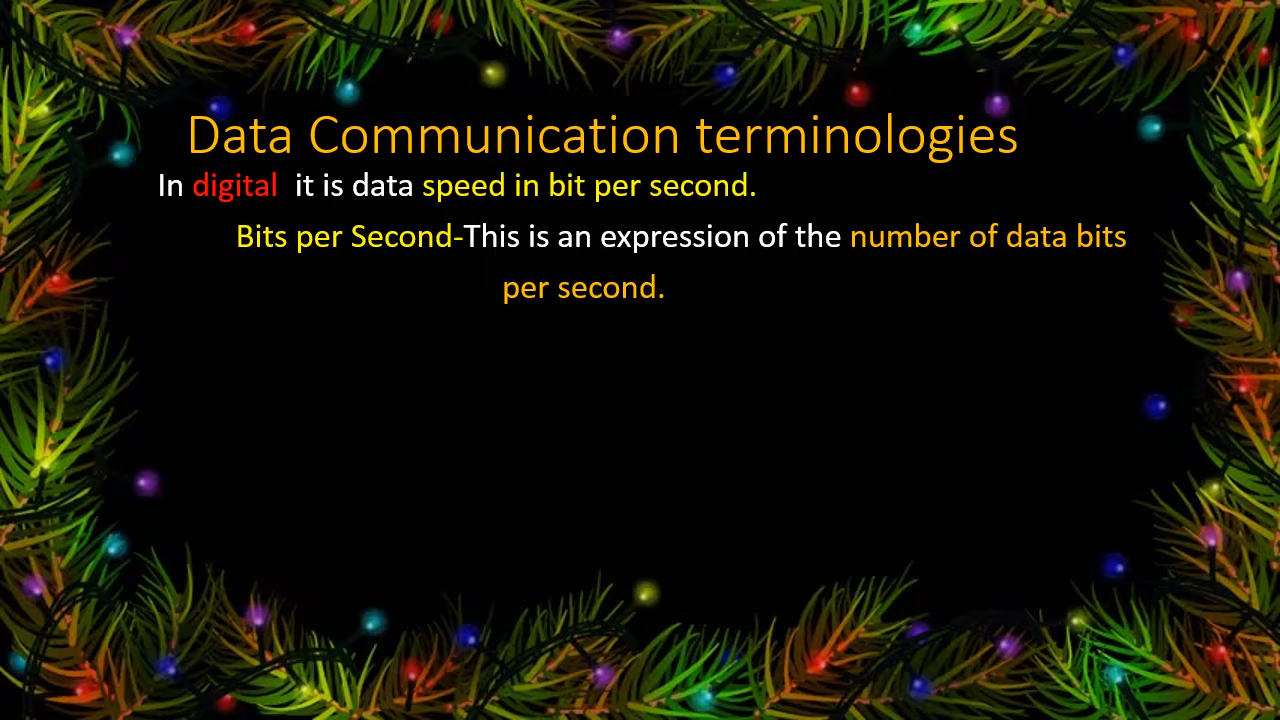 Data Communication terminologies
In digital  it is data speed in bit per second.
Bits per Second-This is an expression of the number of data bits
per second.